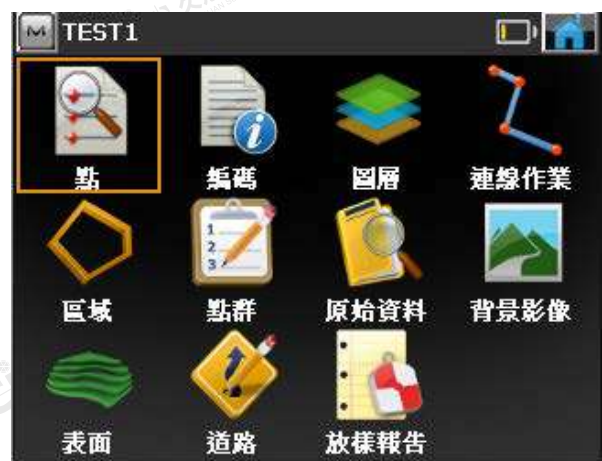 TEST1
點 編碼 圖層 連線作業
區域 點群 原始資料 背景影像
表面 道路 放樣報告